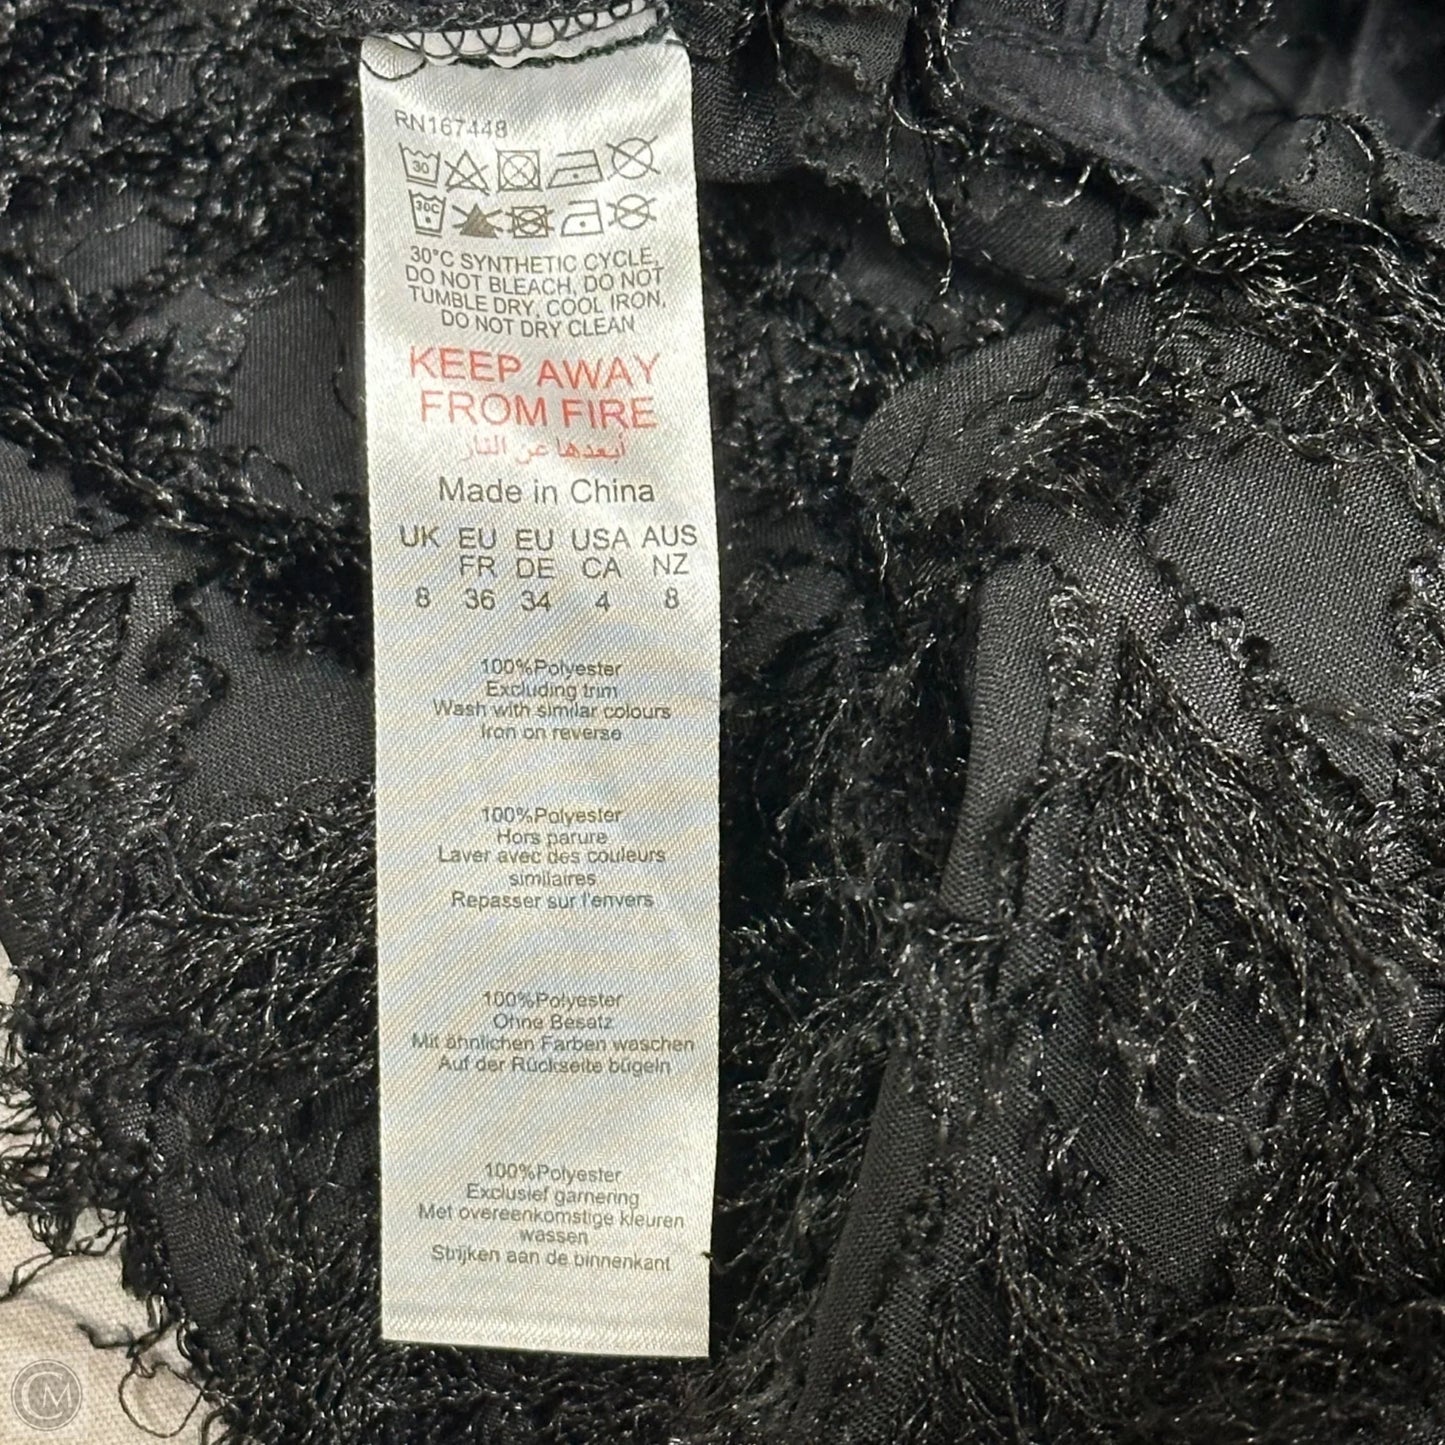 RN167448
30
30C
30°C SYNTHETIC CYCLE,
DO NOT BLEACH, DO NOT
TUMBLE DRY, COOL IRON,
DO NOT DRY CLEAN
KEEP AWAY
FROM FIRE
أبعدها عن النار
Made in China
UK EU EU USA AUS
FR DE CA NZ
8 36 34 4 8
100%Polyester
Excluding trim
Wash with similar colours
Iron on reverse
100%Polyester
Hors parure
Laver avec des couleurs
similaires
Repasser sur l'envers
100%Polyester
Ohne Besatz
Mit ähnlichen Farben waschen
Auf der Rückseite bügeln
100%Polyester
Exclusief garnering
Met overeenkomstige kleuren
wassen
Strijken aan de binnenkant
CM